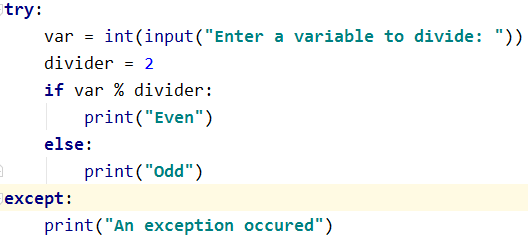 try:
    var = int(input("Enter a variable to divide: "))
    divider = 2
    if var % divider:
        print("Even")
    else:
        print("Odd")
except:
    print("An exception occured")